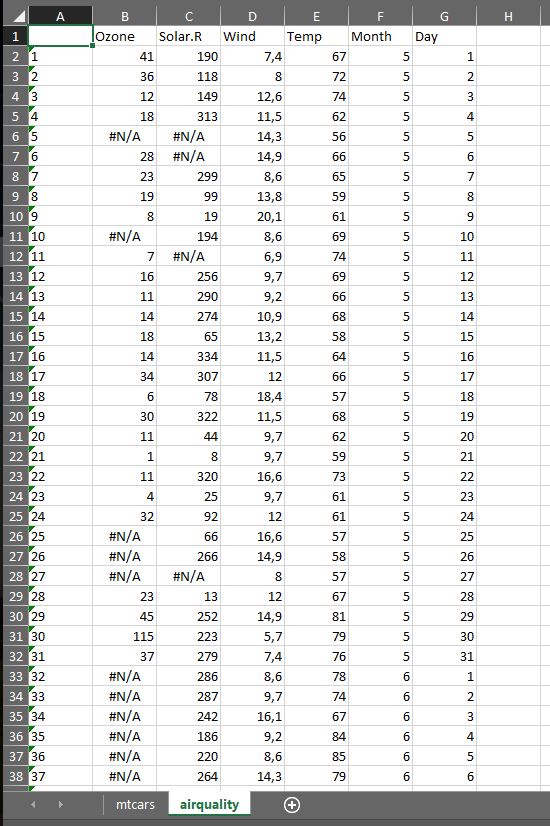 A B C D E F G H
1 Ozone Solar.R Wind Temp Month Day
2 1 41 190 7,4 67 5 1
3 2 36 118 8 72 5 2
4 3 12 149 12,6 74 5 3
5 4 18 313 11,5 62 5 4
6 5 #N/A #N/A 14,3 56 5 5
7 6 28 #N/A 14,9 66 5 6
8 7 23 299 8,6 65 5 7
9 8 19 99 13,8 59 5 8
10 9 8 19 20,1 61 5 9
11 10 #N/A 194 8,6 69 5 10
12 11 7 #N/A 6,9 74 5 11
13 12 16 256 9,7 69 5 12
14 13 11 290 9,2 66 5 13
15 14 14 274 10,9 68 5 14
16 15 18 65 13,2 58 5 15
17 16 14 334 11,5 64 5 16
18 17 34 307 12 66 5 17
19 18 6 78 18,4 57 5 18
20 19 30 322 11,5 68 5 19
21 20 11 44 9,7 62 5 20
22 21 1 8 9,7 59 5 21
23 22 11 320 16,6 73 5 22
24 23 4 25 9,7 61 5 23
25 24 32 92 12 61 5 24
26 25 #N/A 66 16,6 57 5 25
27 26 #N/A 266 14,9 58 5 26
28 27 #N/A #N/A 8 57 5 27
29 28 23 13 12 67 5 28
30 29 45 252 14,9 81 5 29
31 30 115 223 5,7 79 5 30
32 31 37 279 7,4 76 5 31
33 32 #N/A 286 8,6 78 6 1
34 33 #N/A 287 9,7 74 6 2
35 34 #N/A 242 16,1 67 6 3
36 35 #N/A 186 9,2 84 6 4
37 36 #N/A 220 8,6 85 6 5
38 37 #N/A 264 14,3 79 6 6
mtcars airquality